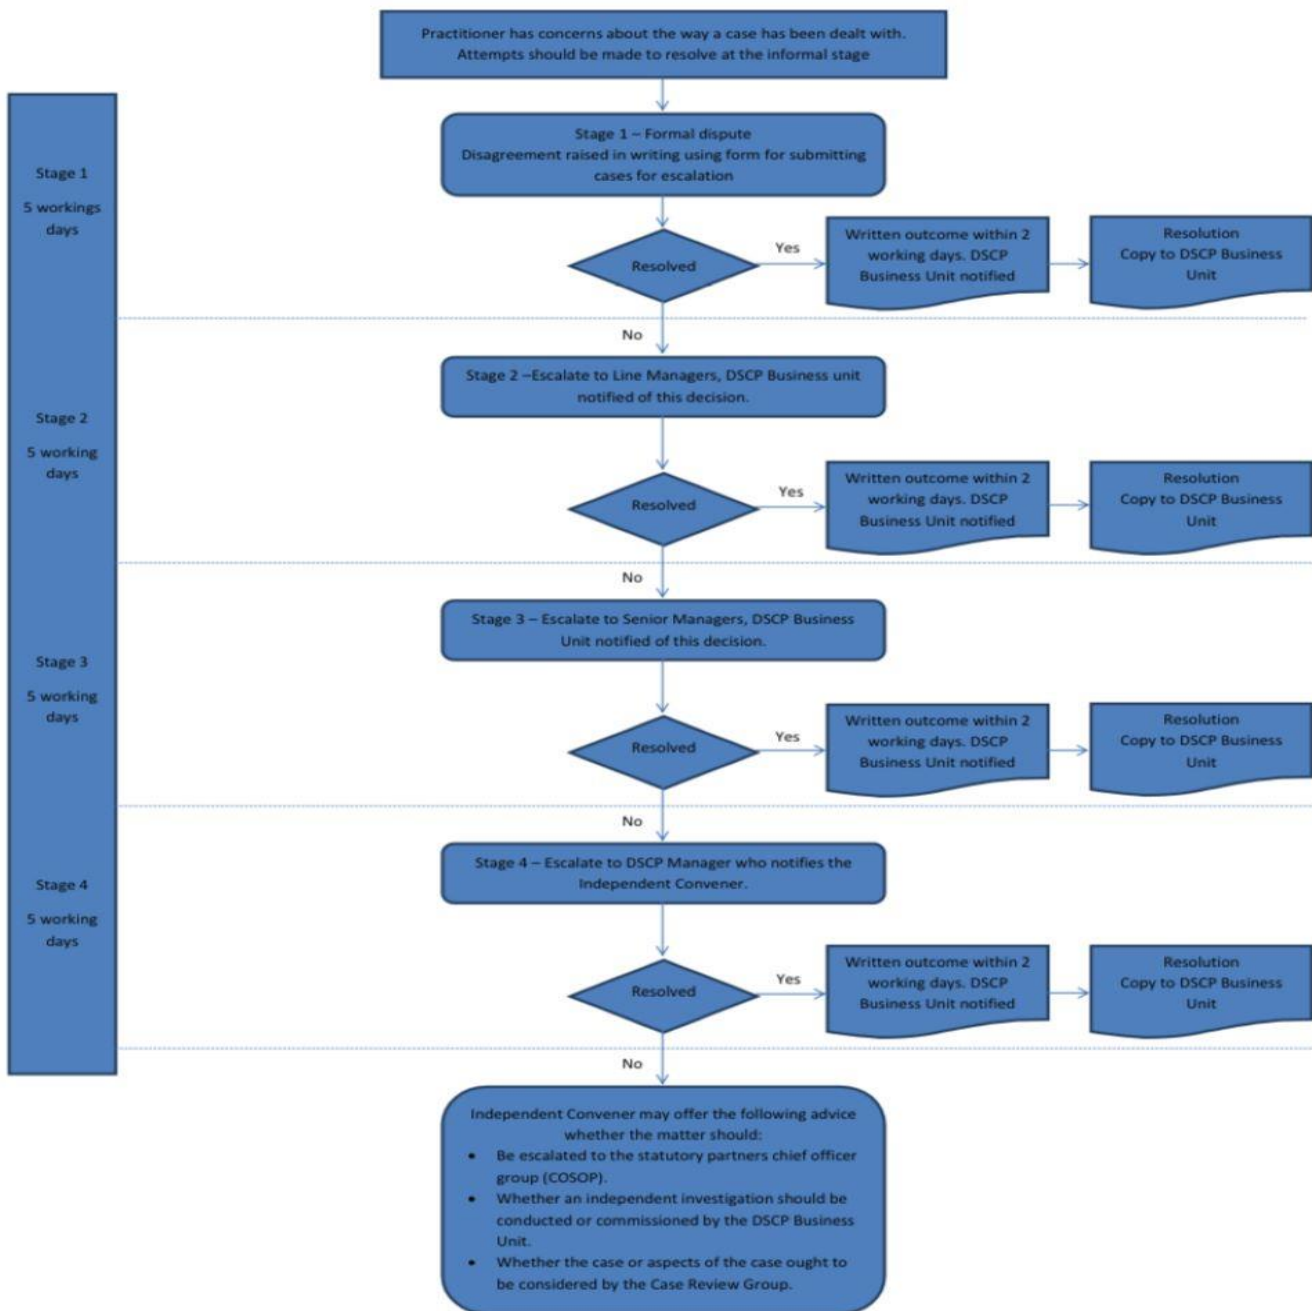 Practitioner has concerns about the way a case has been dealt with.
Attempts should be made to resolve at the informal stage
Stage 1
5 workings
days
Stage 1 – Formal dispute
Disagreement raised in writing using form for submitting
cases for escalation
Resolved
Yes
Written outcome within 2
working days. DSCP
Business Unit notified
Resolution
Copy to DSCP Business
Unit
No
Stage 2
5 working
days
Stage 2 –Escalate to Line Managers, DSCP Business unit
notified of this decision.
Resolved
Yes
Written outcome within 2
working days. DSCP
Business Unit notified
Resolution
Copy to DSCP Business
Unit
No
Stage 3
5 working
days
Stage 3 – Escalate to Senior Managers, DSCP Business
Unit notified of this decision.
Resolved
Yes
Written outcome within 2
working days. DSCP
Business Unit notified
Resolution
Copy to DSCP Business
Unit
No
Stage 4
5 working
days
Stage 4 – Escalate to DSCP Manager who notifies the
Independent Convener.
Resolved
Yes
Written outcome within 2
working days. DSCP
Business Unit notified
Resolution
Copy to DSCP Business
Unit
No
Independent Convener may offer the following advice
whether the matter should:
• Be escalated to the statutory partners chief officer
group (COSOP).
• Whether an independent investigation should be
conducted or commissioned by the DSCP Business
Unit.
• Whether the case or aspects of the case ought to
be considered by the Case Review Group.